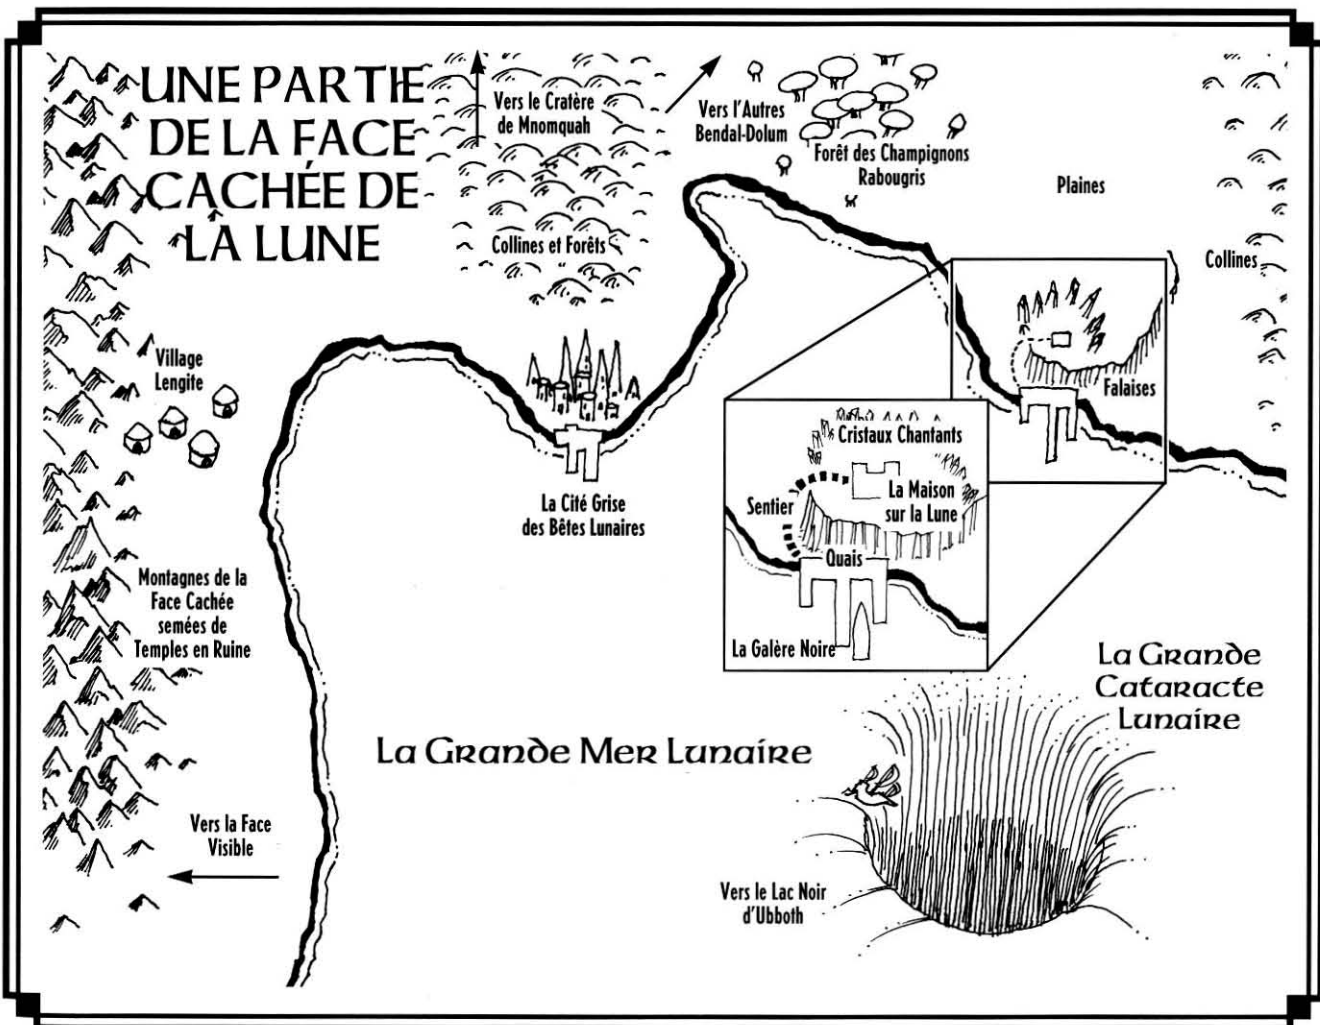 UNE PARTIE
DE LA FACE
CACHÉE DE
LA LUNE
Vers le Cratère
de Mnomquah
Vers l'Autres
Bendal-Dolum
Forêt des Champignons
Rabougris
Plaines
Collines et Forêts
Collines
Village
Lengite
Falaises
Cristaux Chantants
La Maison
sur la Lune
Sentier
Quais
La Galère Noire
La Cité Grise
des Bêtes Lunaires
Montagnes de la
Face Cachée
semées de
Temples en Ruine
La Grande
Cataracte
Lunaire
La Grande Mer Lunaire
Vers la Face
Visible
Vers le Lac Noir
d'Ubboth